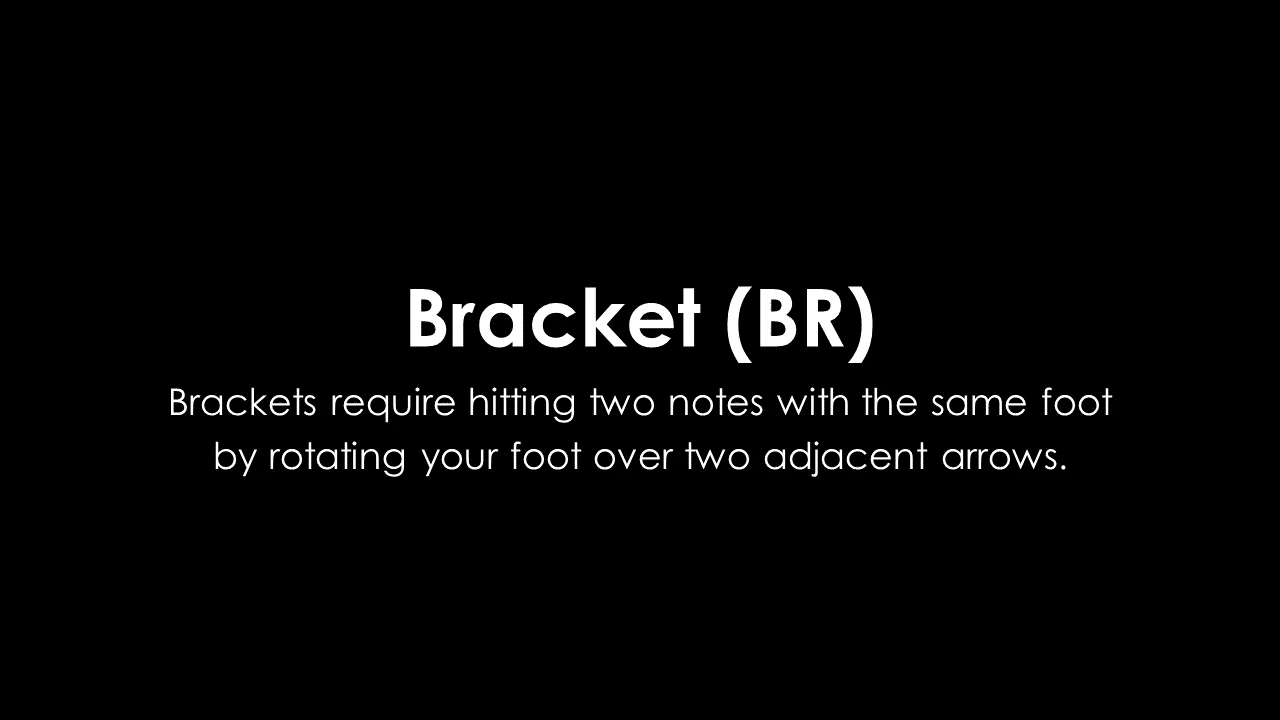 Bracket (BR)
Brackets require hitting two notes with the same foot
by rotating your foot over two adjacent arrows.